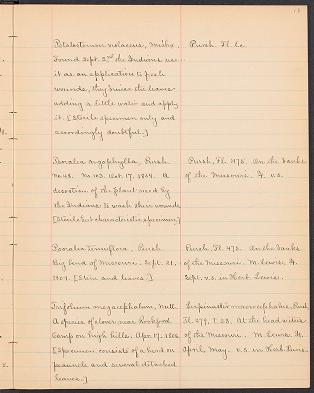 Petalostemon violaceus, Michx.
Found Sept. 2nd the Indians use
it as an application to fresh
wounds, they bruise the leaves
adding a little water and apply
it. [Sterile specimen only and
accordingly doubtful.]
Pursh. Fl. l.c.
Psoralea argophylla, Pursh.
No. 48. No. 103. Oct. 17, 1804. A
decoction of the plant used by
the Indians to wash their wounds
[Sterile but characteristic specimen]
Pursh, Fl. 475. On the banks
of the Missouri. v.s.
Psoralea tenuiflora, Pursh.
Big bend of Missouri. Sept. 21,
1804. [Stem and leaves.]
Pursh, Fl. 475. On the banks
of the Missouri. M. Lewis.
Sept. v.s. in Herb. Lewis.
Trifolium megacephalum, Nutt.
A species of clover near Rockford
Camp on high hills. Apr. 17, 1806
[Specimen consists of a head on
peduncle and several detached
leaves.]
Lupinaster macrocephalus, Pursh,
Fl. 479, t. 23. At the head waters
of the Missouri. M. Lewis.
April, May. v.s. in Herb. Lewis.